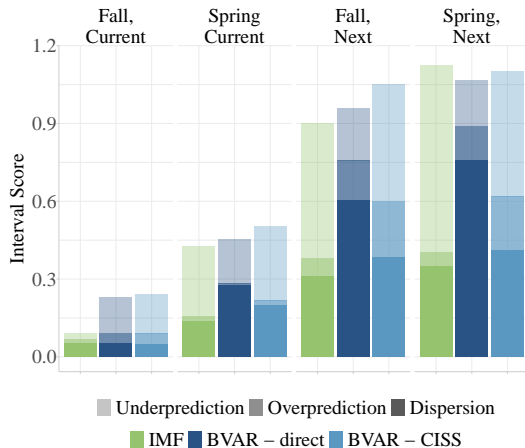 Fall, Current
Spring Current
Fall, Next
Spring, Next
Interval Score
1.2
0.9
0.6
0.3
0.0
Underprediction Overprediction Dispersion
IMF BVAR − direct BVAR − CISS